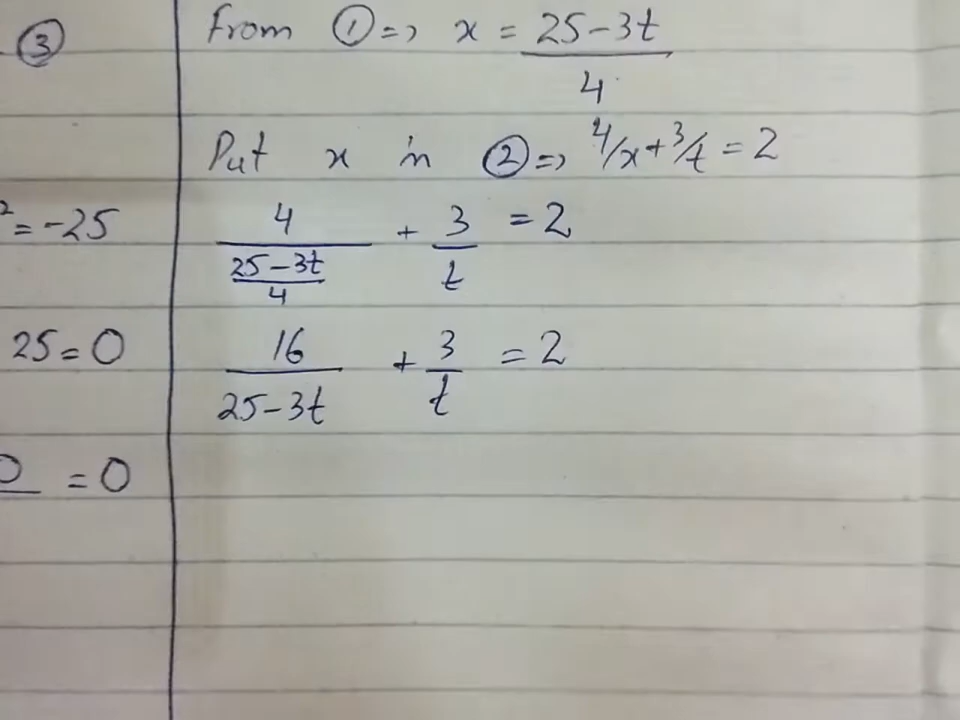 ③
² = -25
25 = 0
0 = 0
From ① => x = 25-3t / 4
Put x in ② => 4/x + 3/t = 2
4 / (25-3t / 4) + 3/t = 2
16 / 25-3t + 3/t = 2